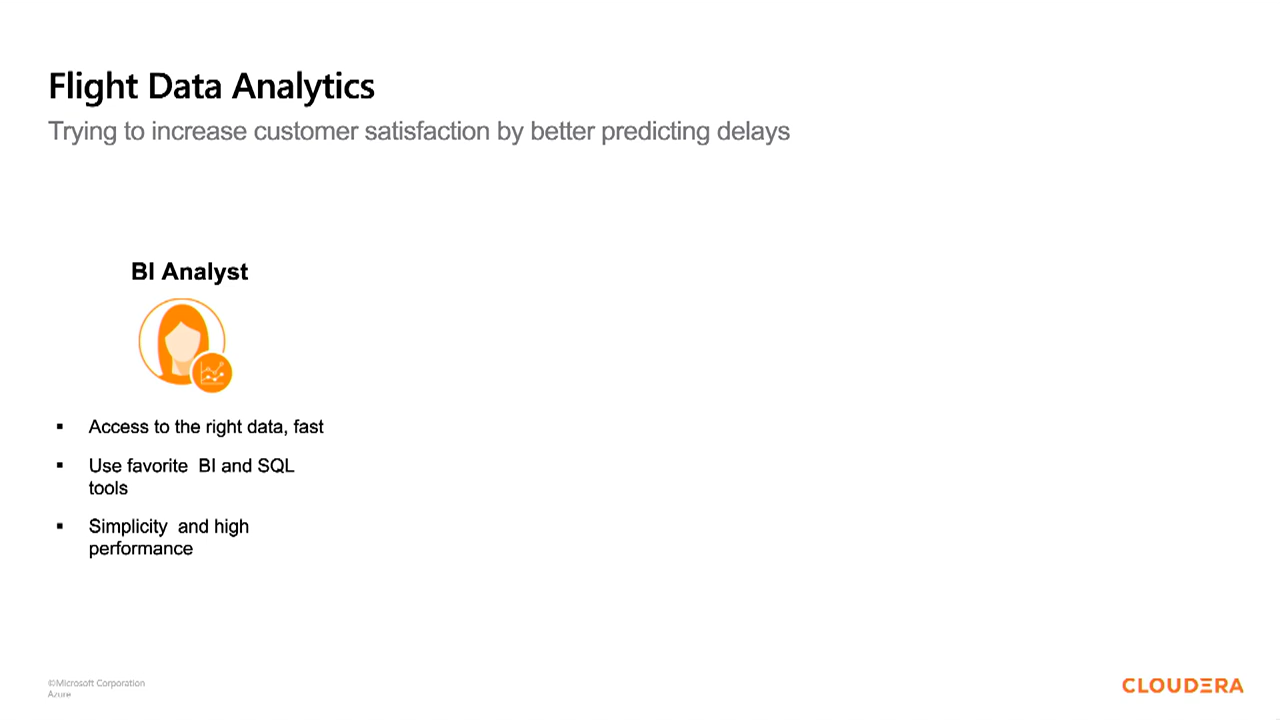 Flight Data Analytics
Trying to increase customer satisfaction by better predicting delays
BI Analyst
▪ Access to the right data, fast
▪ Use favorite BI and SQL
tools
▪ Simplicity and high
performance
©Microsoft Corporation
Azure
CLOUDERA